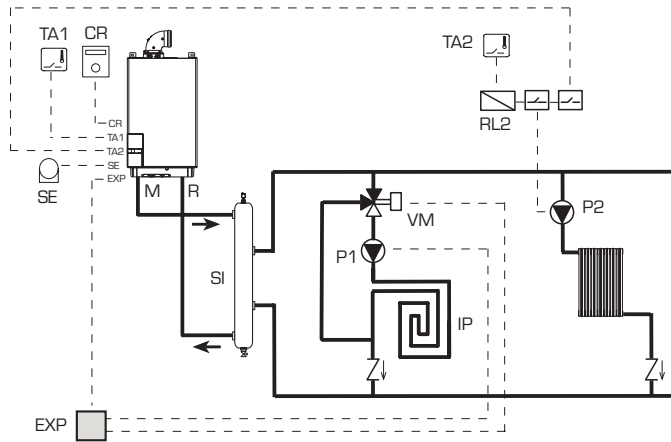 TA1 CR
TA2
RL2
CR
TA1
TA2
SE
EXP
SE
M R
VM
P2
P1
SI
IP
EXP